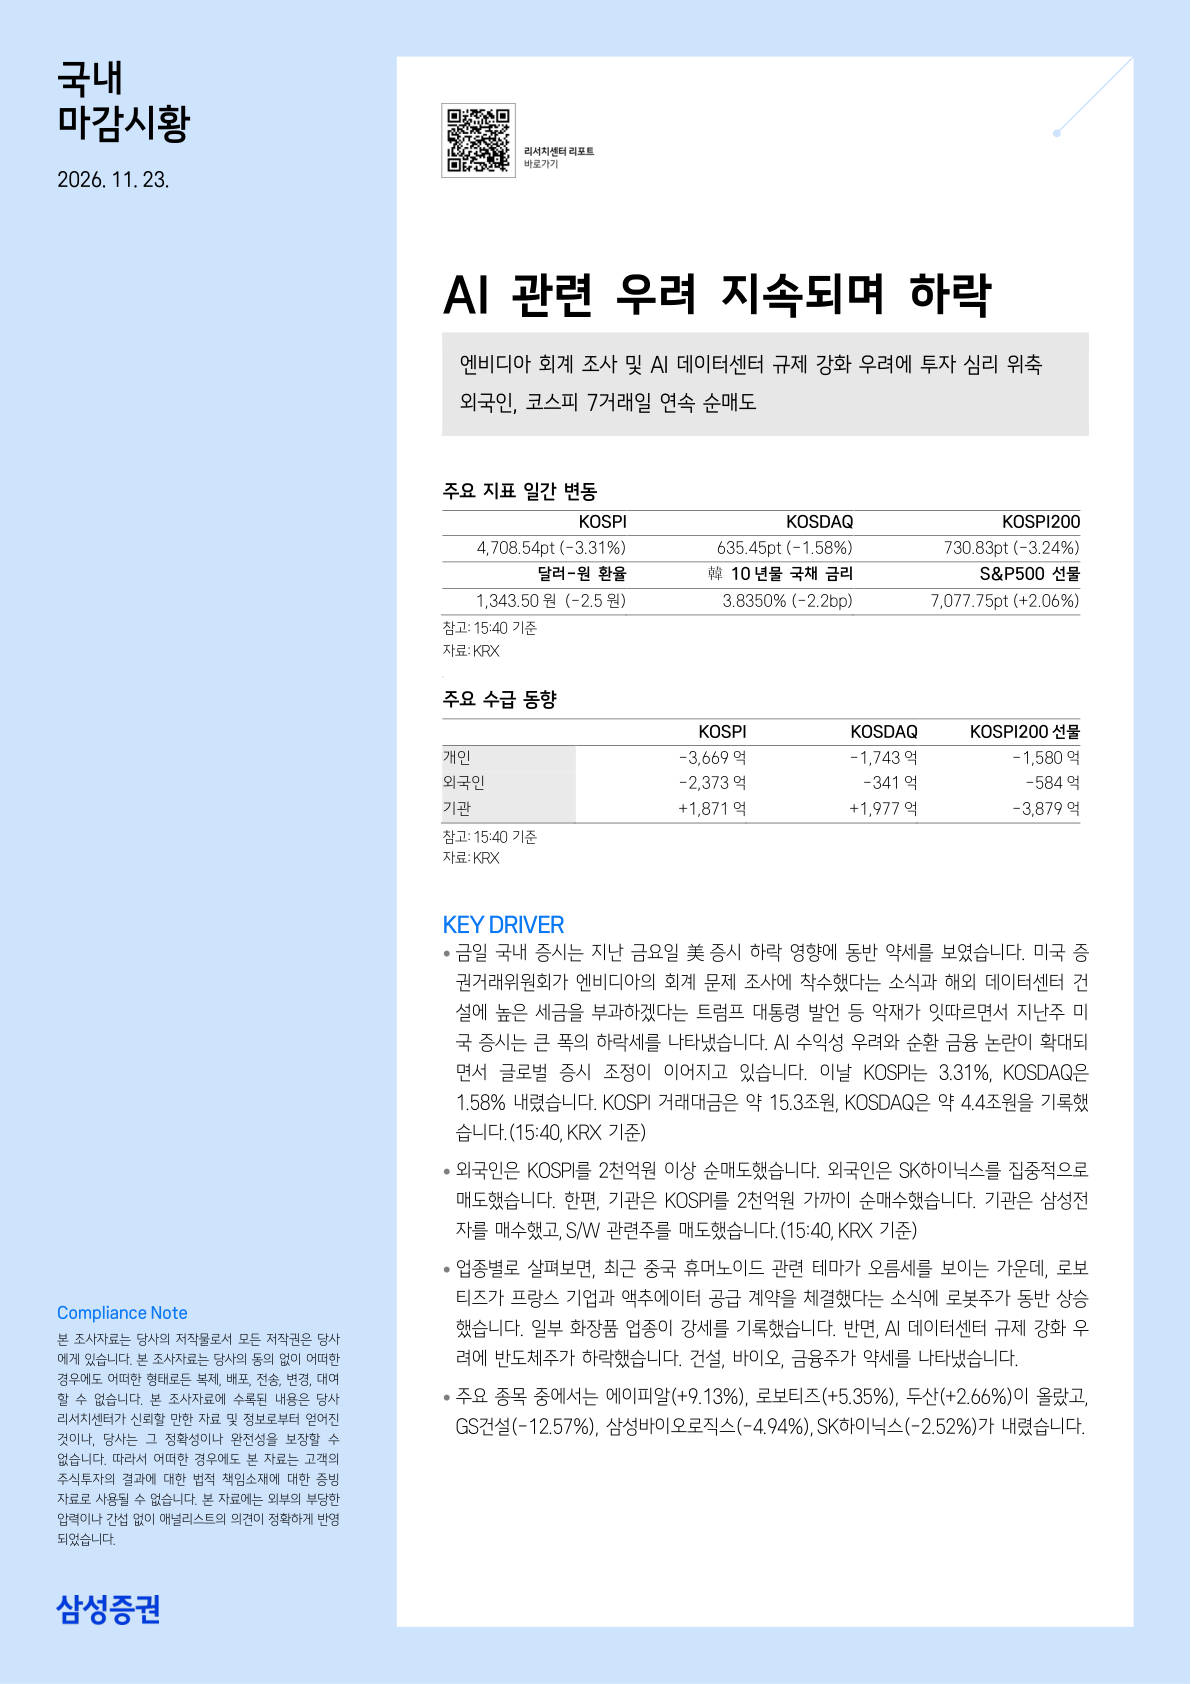 국내
마감시황
2026. 11. 23.
리서치센터 리포트
바로가기
AI 관련 우려 지속되며 하락
엔비디아 회계 조사 및 AI 데이터센터 규제 강화 우려에 투자 심리 위축
외국인, 코스피 7거래일 연속 순매도
주요 지표 일간 변동
KOSPI KOSDAQ KOSPI200
4,708.54pt (-3.31%) 635.45pt (-1.58%) 730.83pt (-3.24%)
달러-원 환율 韓 10년물 국채 금리 S&P500 선물
1,343.50 원 (-2.5 원) 3.8350% (-2.2bp) 7,077.75pt (+2.06%)
참고: 15:40 기준
자료: KRX
주요 수급 동향
KOSPI KOSDAQ KOSPI200 선물
개인 -3,669 억 -1,743 억 -1,580 억
외국인 -2,373 억 -341 억 -584 억
기관 +1,871 억 +1,977 억 -3,879 억
참고: 15:40 기준
자료: KRX
KEY DRIVER
• 금일 국내 증시는 지난 금요일 美 증시 하락 영향에 동반 약세를 보였습니다. 미국 증
권거래위원회가 엔비디아의 회계 문제 조사에 착수했다는 소식과 해외 데이터센터 건
설에 높은 세금을 부과하겠다는 트럼프 대통령 발언 등 악재가 잇따르면서 지난주 미
국 증시는 큰 폭의 하락세를 나타냈습니다. AI 수익성 우려와 순환 금융 논란이 확대되
면서 글로벌 증시 조정이 이어지고 있습니다. 이날 KOSPI는 3.31%, KOSDAQ은
1.58% 내렸습니다. KOSPI 거래대금은 약 15.3조원, KOSDAQ은 약 4.4조원을 기록했
습니다.(15:40, KRX 기준)
• 외국인은 KOSPI를 2천억원 이상 순매도했습니다. 외국인은 SK하이닉스를 집중적으로
매도했습니다. 한편, 기관은 KOSPI를 2천억원 가까이 순매수했습니다. 기관은 삼성전
자를 매수했고, S/W 관련주를 매도했습니다.(15:40, KRX 기준)
• 업종별로 살펴보면, 최근 중국 휴머노이드 관련 테마가 오름세를 보이는 가운데, 로보
티즈가 프랑스 기업과 액추에이터 공급 계약을 체결했다는 소식에 로봇주가 동반 상승
했습니다. 일부 화장품 업종이 강세를 기록했습니다. 반면, AI 데이터센터 규제 강화 우
려에 반도체주가 하락했습니다. 건설, 바이오, 금융주가 약세를 나타냈습니다.
• 주요 종목 중에서는 에이피알(+9.13%), 로보티즈(+5.35%), 두산(+2.66%)이 올랐고,
GS건설(-12.57%), 삼성바이오로직스(-4.94%), SK하이닉스(-2.52%)가 내렸습니다.
Compliance Note
본 조사자료는 당사의 저작물로서 모든 저작권은 당사
에게 있습니다. 본 조사자료는 당사의 동의 없이 어떠한
경우에도 어떠한 형태로든 복제, 배포, 전송, 변경, 대여
할 수 없습니다. 본 조사자료에 수록된 내용은 당사
리서치센터가 신뢰할 만한 자료 및 정보로부터 얻어진
것이나, 당사는 그 정확성이나 완전성을 보장할 수
없습니다. 따라서 어떠한 경우에도 본 자료는 고객의
주식투자의 결과에 대한 법적 책임소재에 대한 증빙
자료로 사용될 수 없습니다. 본 자료에는 외부의 부당한
압력이나 간섭 없이 애널리스트의 의견이 정확하게 반영
되었습니다.
삼성증권